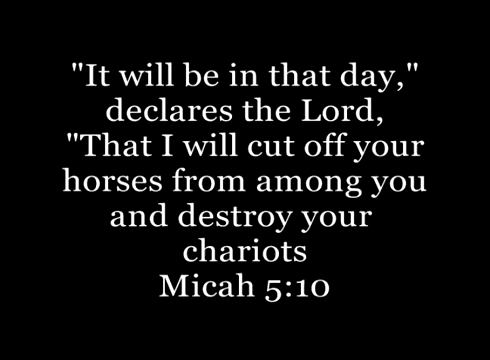 "It will be in that day,"
declares the Lord,
"That I will cut off your
horses from among you
and destroy your
chariots
Micah 5:10